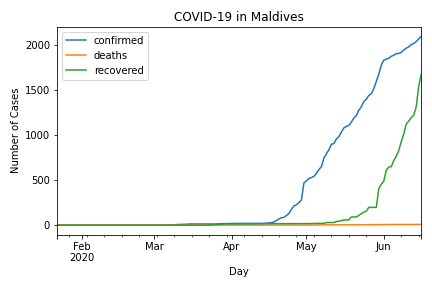 COVID-19 in Maldives
confirmed
deaths
recovered
Number of Cases
2000
1500
1000
500
0
Feb
2020
Mar
Apr
May
Jun
Day